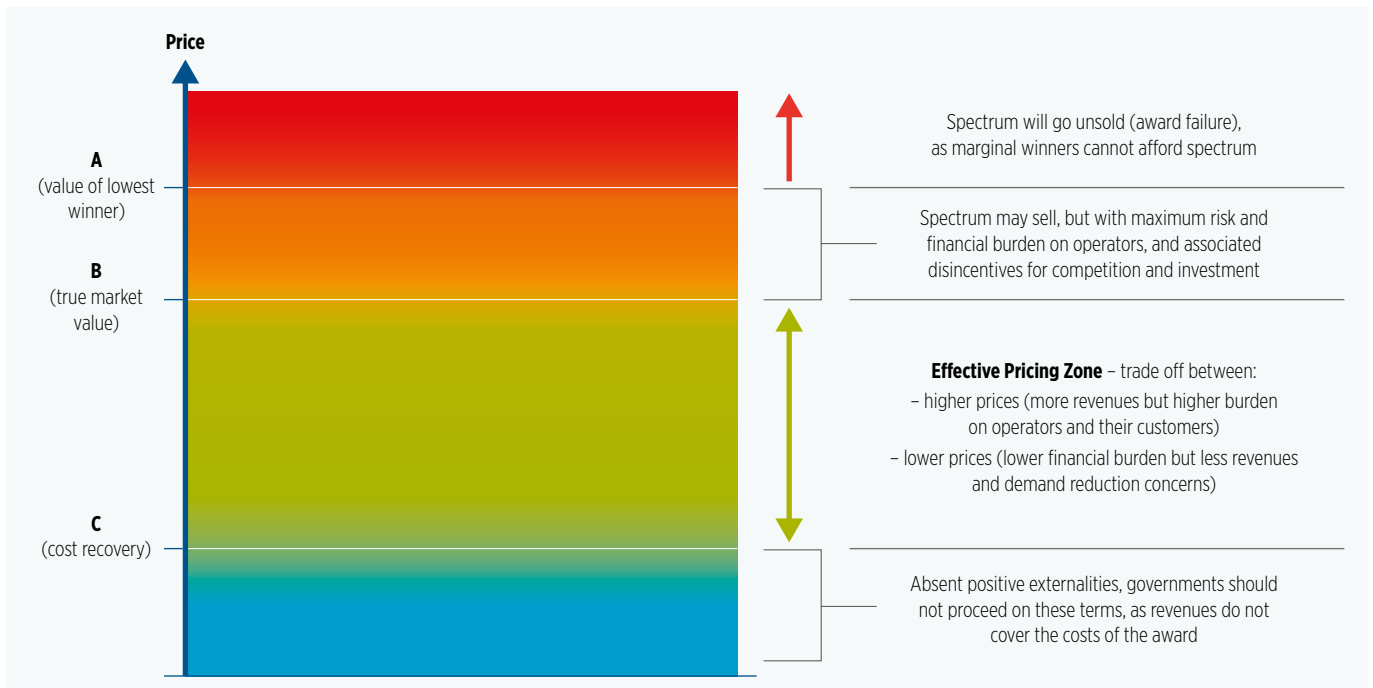 Price
A
(value of lowest
winner)
B
(true market
value)
C
(cost recovery)
Spectrum will go unsold (award failure),
as marginal winners cannot afford spectrum
Spectrum may sell, but with maximum risk and
financial burden on operators, and associated
disincentives for competition and investment
Effective Pricing Zone – trade off between:
– higher prices (more revenues but higher burden
on operators and their customers)
– lower prices (lower financial burden but less revenues
and demand reduction concerns)
Absent positive externalities, governments should
not proceed on these terms, as revenues do not
cover the costs of the award